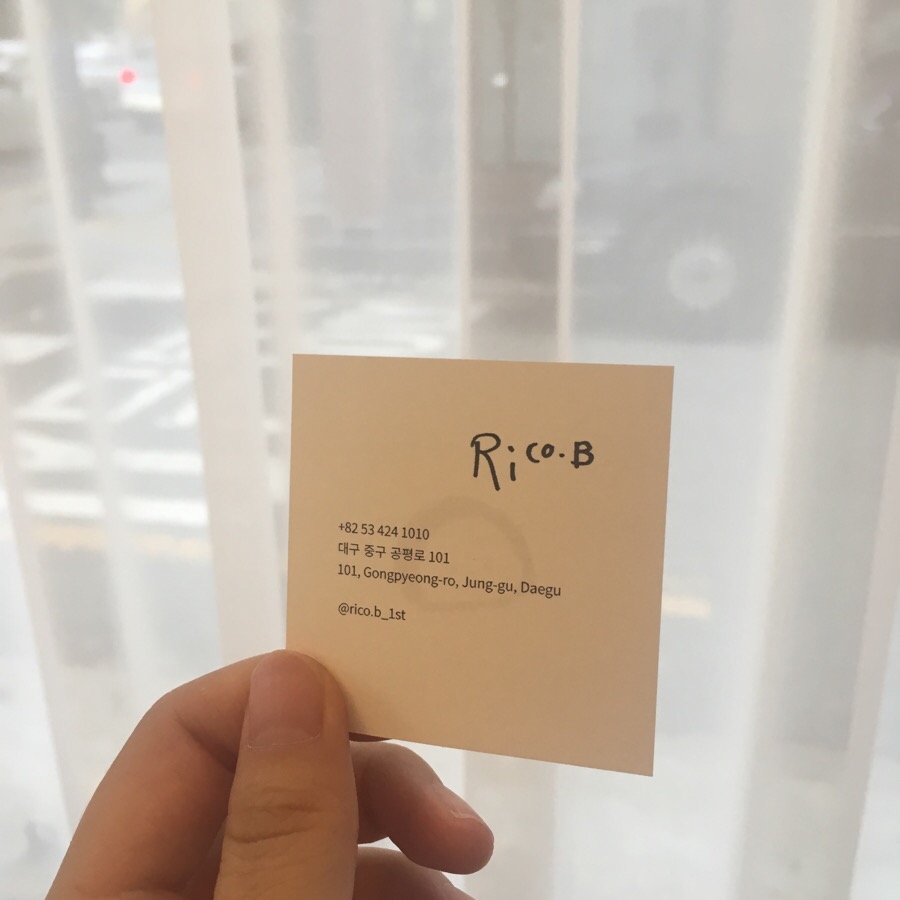 Rico.B
+82 53 424 1010
대구 중구 공평로 101
101, Gongpyeong-ro, Jung-gu, Daegu
@rico.b_1st